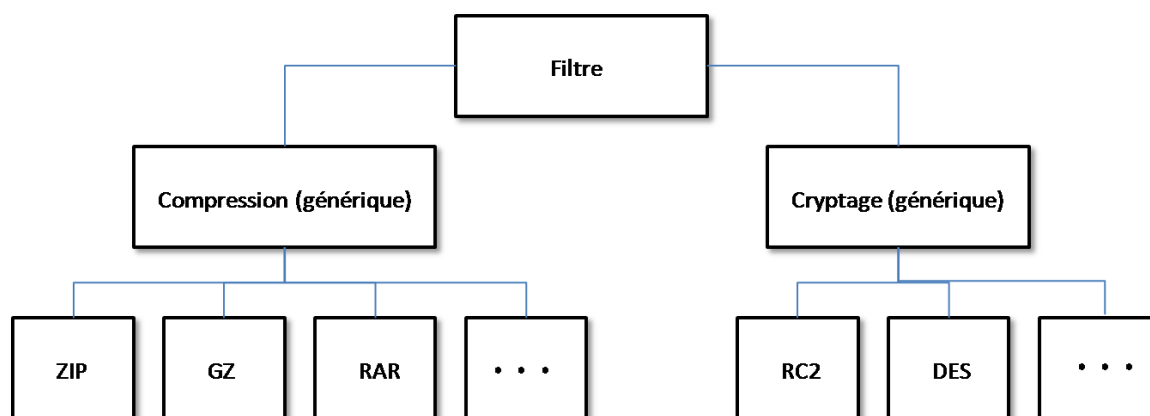 Filtre
Compression (générique)
Cryptage (générique)
ZIP
GZ
RAR
• • •
RC2
DES
• • •